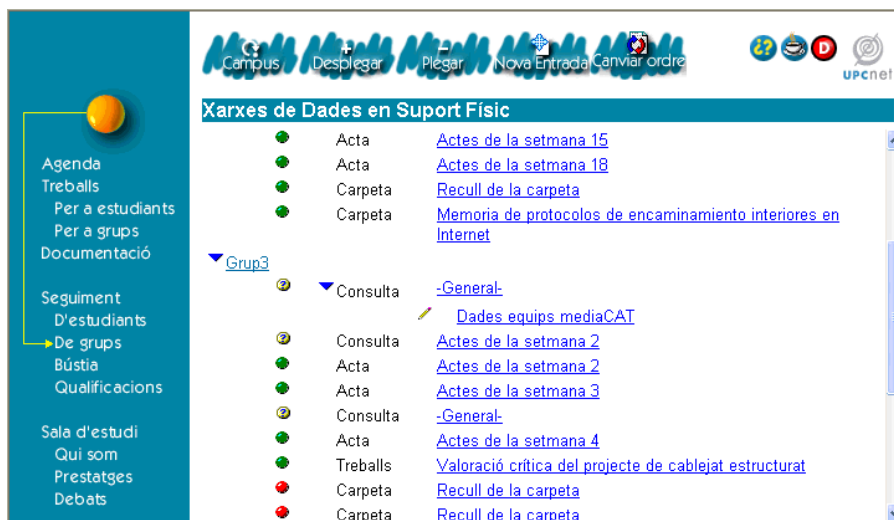 Campus Desplegar Plegar Nova Entrada Canviar ordre
D
UPCnet
Xarxes de Dades en Suport Físic
Agenda
Treballs
Per a estudiants
Per a grups
Documentació
Seguiment
D'estudiants
De grups
Bústia
Qualificacions
Sala d'estudi
Qui som
Prestatges
Debats
Acta Actes de la setmana 15
Acta Actes de la setmana 18
Carpeta Recull de la carpeta
Carpeta Memoria de protocolos de encaminamiento interiores en
Internet
Grup3
Consulta -General-
Dades equips mediaCAT
Consulta Actes de la setmana 2
Acta Actes de la setmana 2
Acta Actes de la setmana 3
Consulta -General-
Acta Actes de la setmana 4
Treballs Valoració crítica del projecte de cablejat estructurat
Carpeta Recull de la carpeta
Carpeta Recull de la carpeta